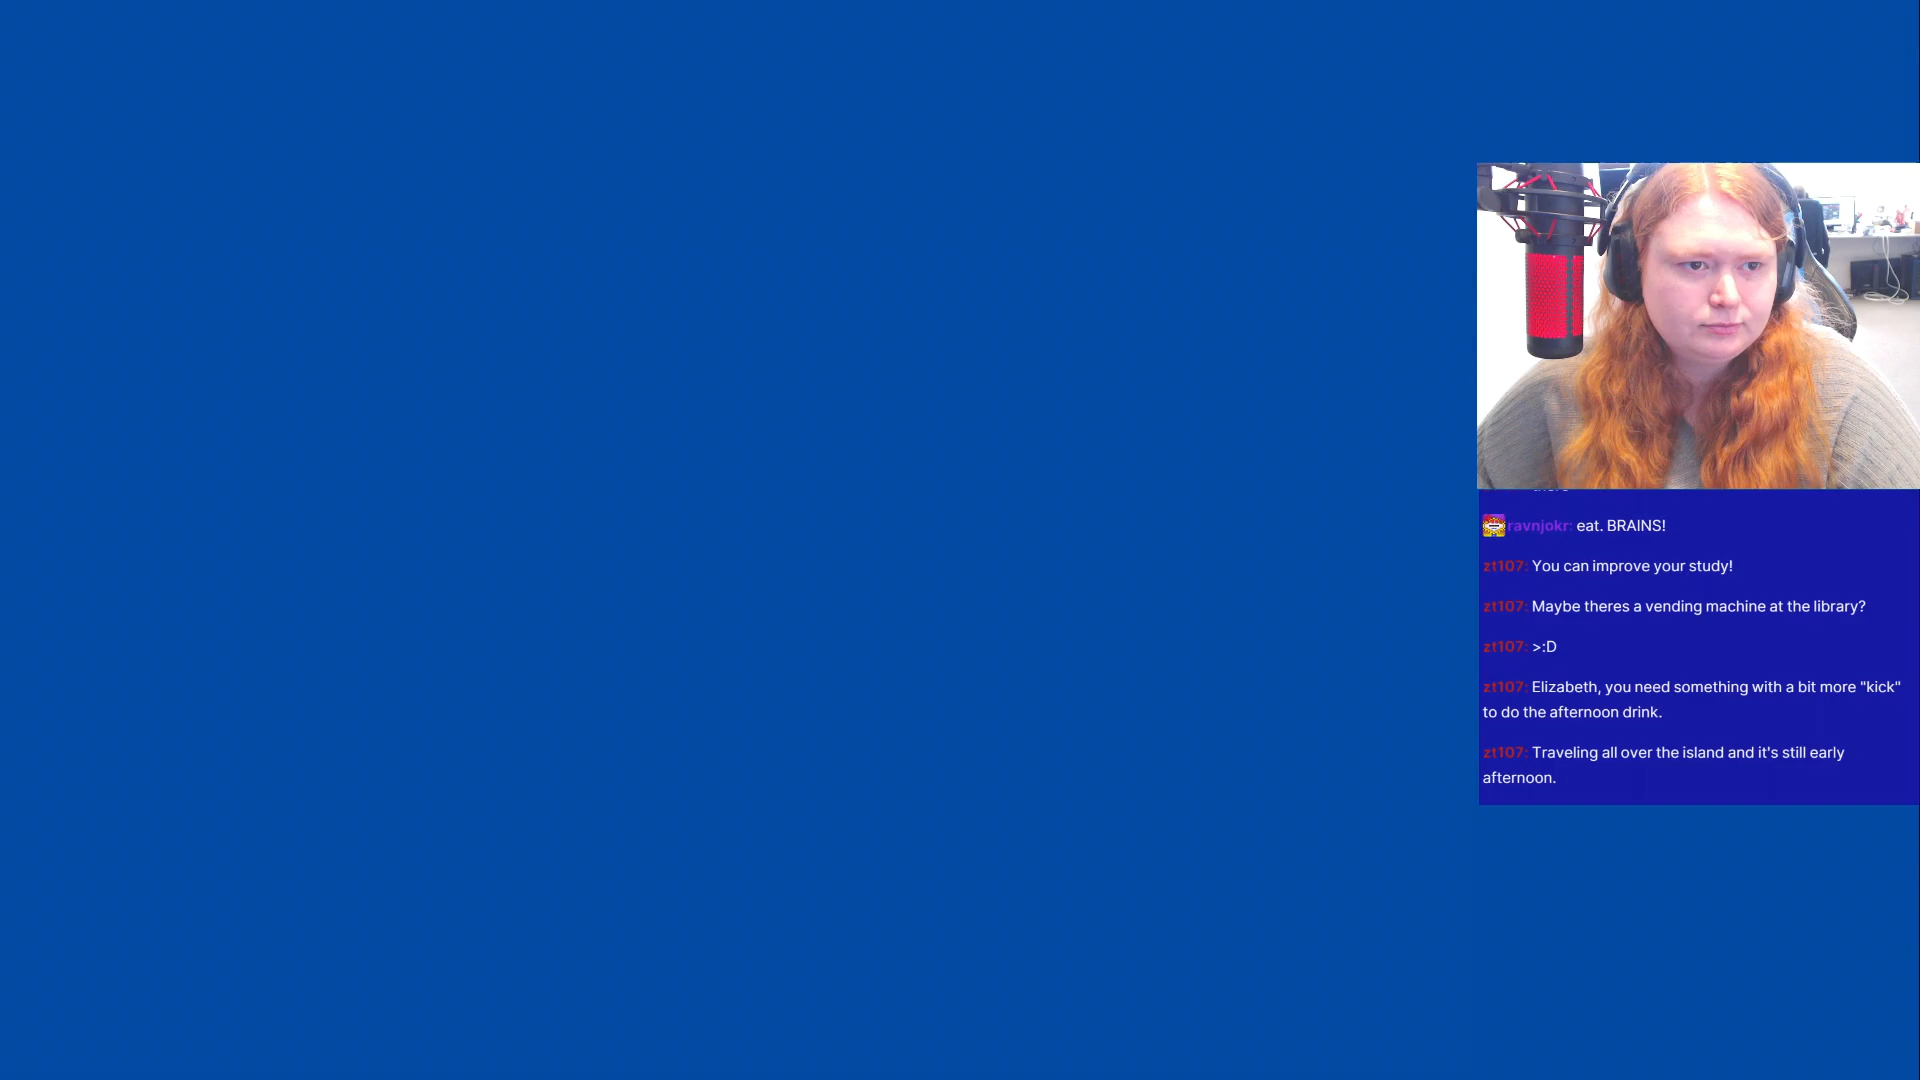 ravnjokr: eat. BRAINS!
zt107: You can improve your study!
zt107: Maybe theres a vending machine at the library?
zt107: >:D
zt107: Elizabeth, you need something with a bit more "kick"
to do the afternoon drink.
zt107: Traveling all over the island and it's still early
afternoon.